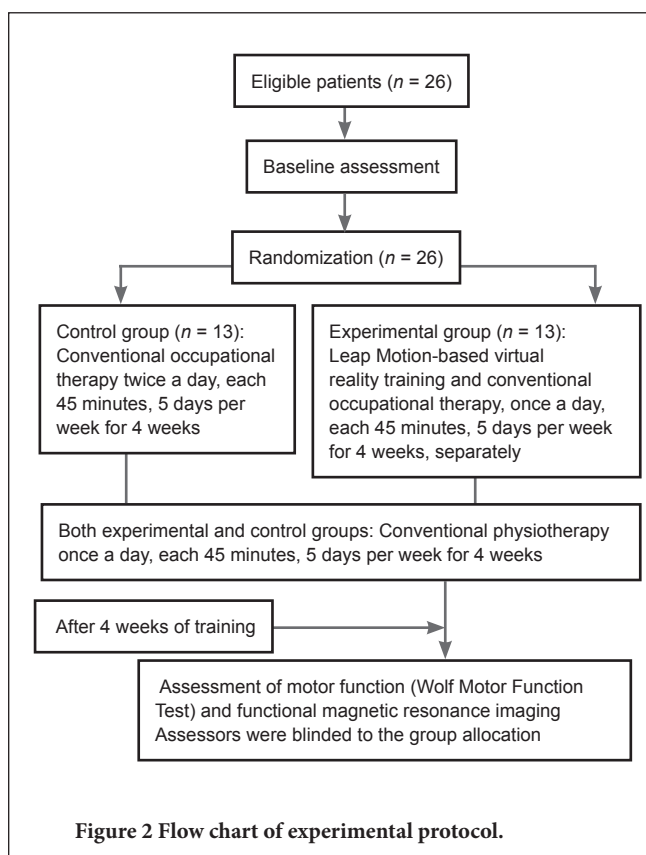 Eligible patients (n = 26)
Baseline assessment
Randomization (n = 26)
Control group (n = 13):
Conventional occupational
therapy twice a day, each
45 minutes, 5 days per
week for 4 weeks
Experimental group (n = 13):
Leap Motion-based virtual
reality training and conventional
occupational therapy, once a day,
each 45 minutes, 5 days per week
for 4 weeks, separately
Both experimental and control groups: Conventional physiotherapy
once a day, each 45 minutes, 5 days per week for 4 weeks
After 4 weeks of training
Assessment of motor function (Wolf Motor Function
Test) and functional magnetic resonance imaging
Assessors were blinded to the group allocation
Figure 2 Flow chart of experimental protocol.